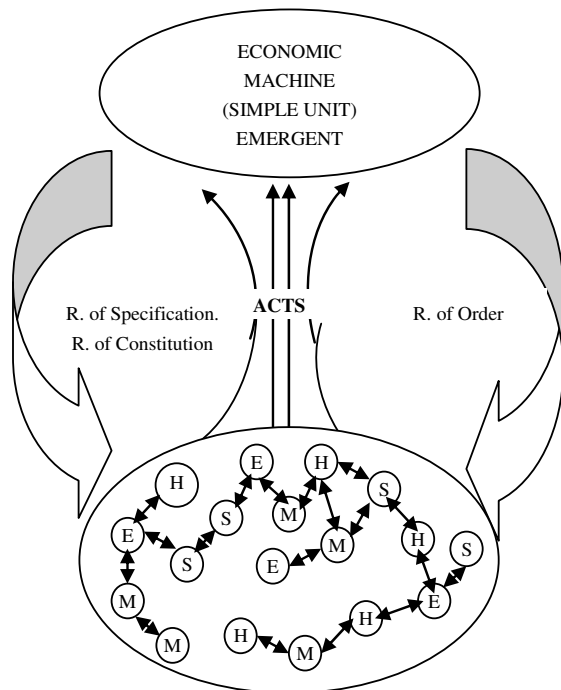 ECONOMIC
MACHINE
(SIMPLE UNIT)
EMERGENT
R. of Specification.
R. of Constitution
ACTS
R. of Order
E
H
H
S
S
M
E
H
S
M
S
E
M
H
E
H
M
M